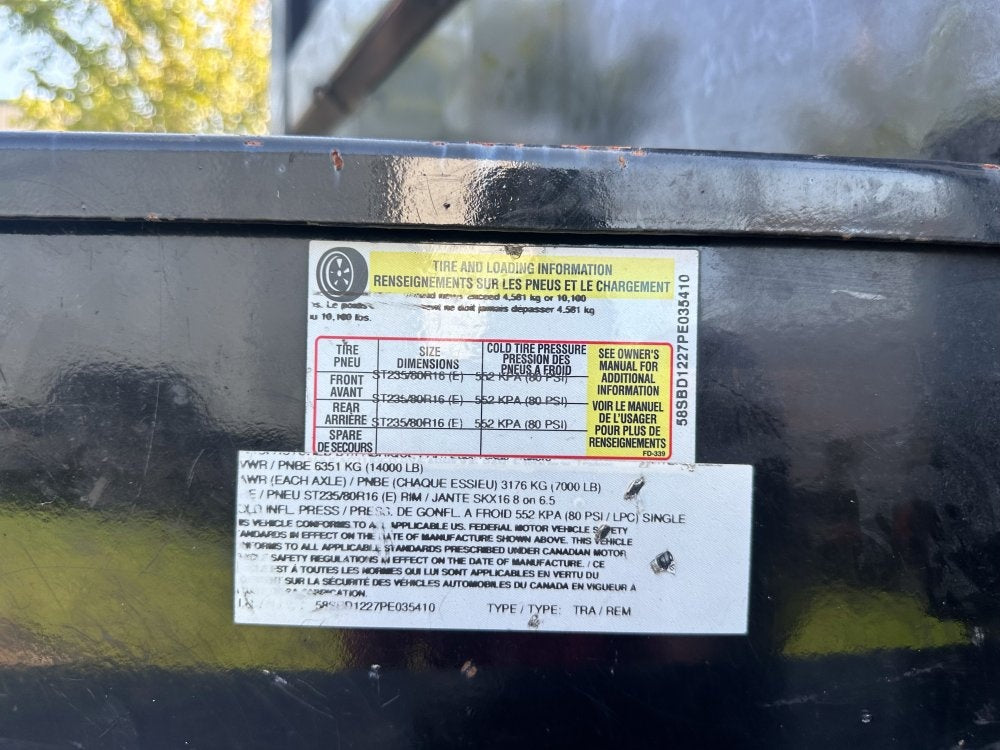 TIRE AND LOADING INFORMATION
RENSEIGNEMENTS SUR LES PNEUS ET LE CHARGEMENT
exceed 4,581 kg or 10,100
s. Le poids ne doit jamais dépasser 4.581 kg
u 10,100 lbs.
TIRE PNEU SIZE DIMENSIONS COLD TIRE PRESSURE PRESSION DES PNEUS A FROID
FRONT AVANT ST235/80R16 (E) 552 KPA (80 PSI)
REAR ARRIÈRE ST235/80R16 (E) 552 KPA (80 PSI)
SPARE DE SECOURS ST235/80R16 (E) 552 KPA (80 PSI)
SEE OWNER'S
MANUAL FOR
ADDITIONAL
INFORMATION
VOIR LE MANUEL
DE L'USAGER
POUR PLUS DE
RENSEIGNEMENTS
FD-339
58SBD1227PE035410
VWR / PNBE 6351 KG (14000 LB)
WR (EACH AXLE) / PNBE (CHAQUE ESSIEU) 3176 KG (7000 LB)
E / PNEU ST235/80R16 (E) RIM / JANTE SKX16 8 on 6.5
OLD INFL. PRESS / PRESS. DE GONFL. A FROID 552 KPA (80 PSI / LPC) SINGLE
IS VEHICLE CONFORMS TO ALL APPLICABLE US. FEDERAL MOTOR VEHICLE SAFETY
ANDARDS IN EFFECT ON THE DATE OF MANUFACTURE SHOWN ABOVE. THIS VEHICLE
NFORMS TO ALL APPLICABLE STANDARDS PRESCRIBED UNDER CANADIAN MOTOR
SAFETY REGULATIONS IN EFFECT ON THE DATE OF MANUFACTURE. / CE
EST À TOUTES LES NORMES QUI LUI SONT APPLICABLES EN VERTU DU
SUR LA SÉCURITÉ DES VÉHICLES AUTOMOBILES DU CANADA EN VIGUEUR À
FABRICATION.
58SBD1227PE035410 TYPE / TYPE: TRA / REM